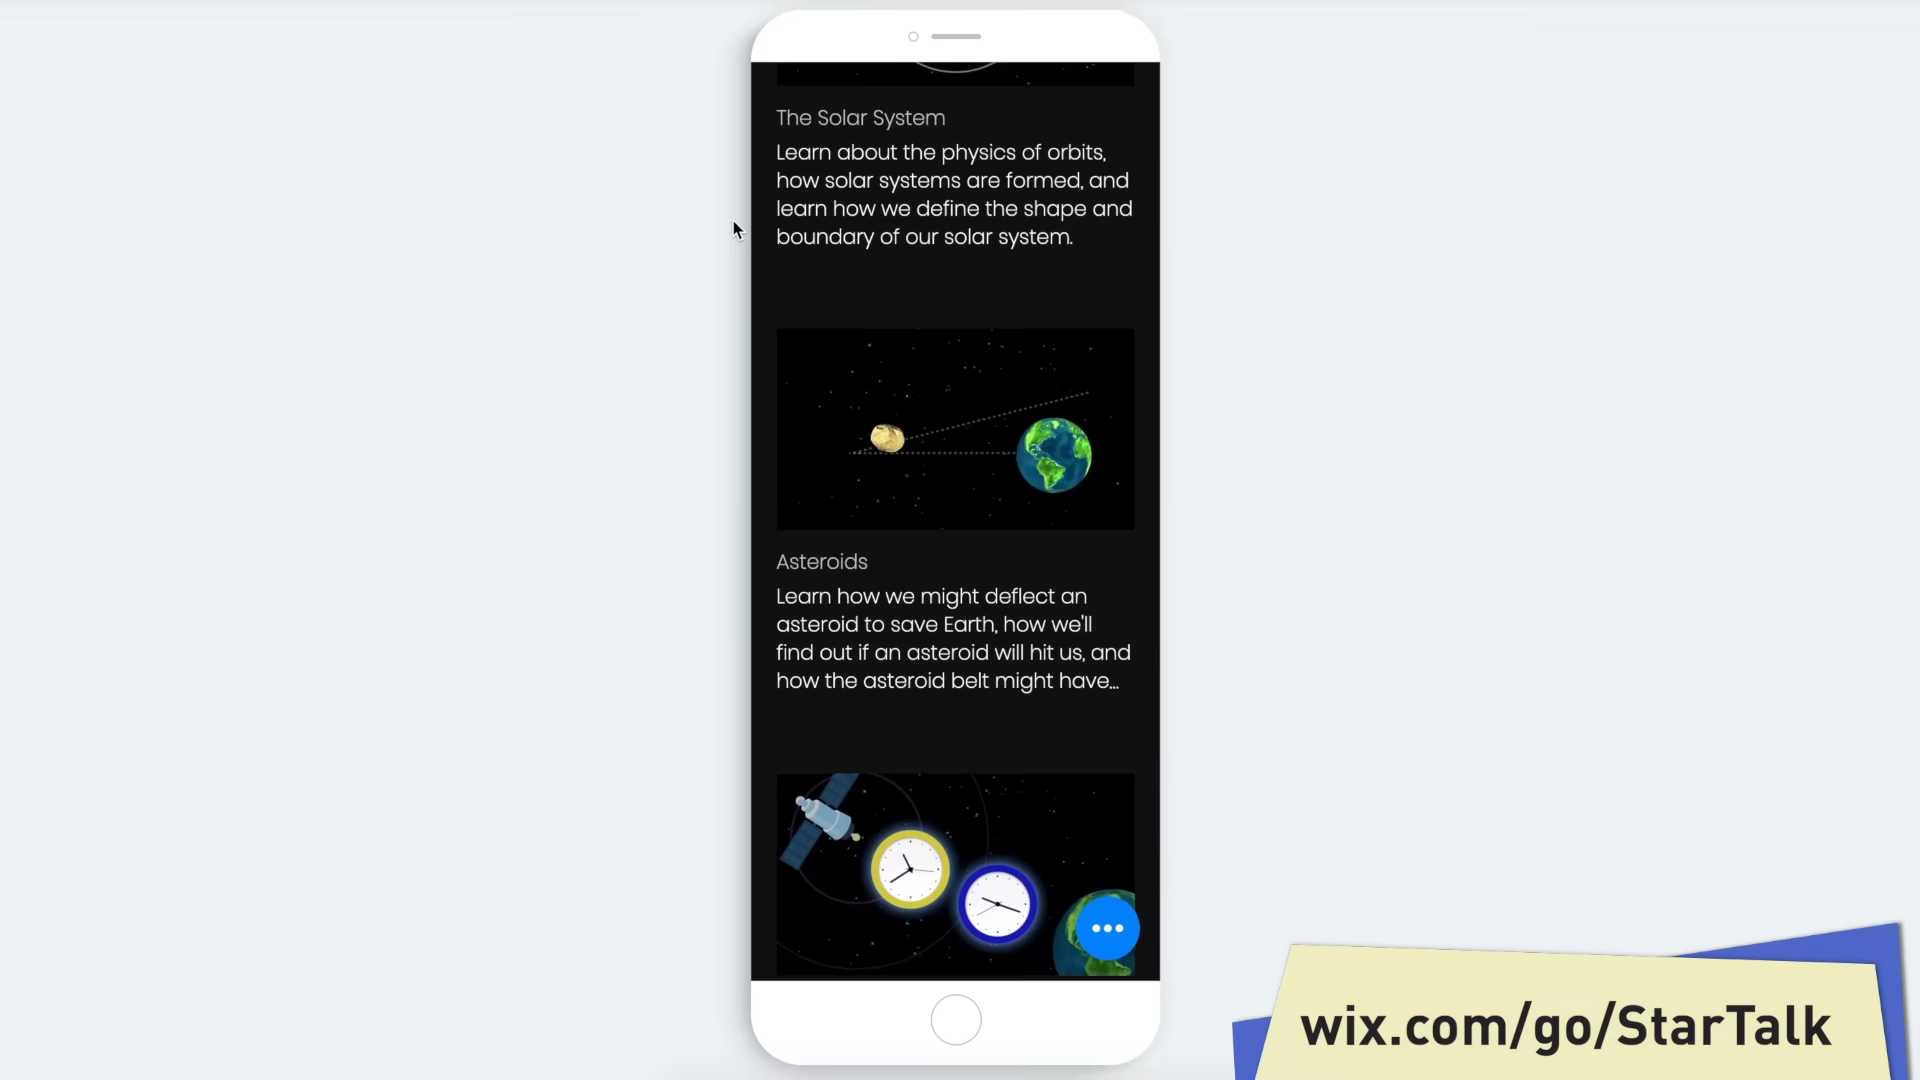 The Solar System
Learn about the physics of orbits,
how solar systems are formed, and
learn how we define the shape and
boundary of our solar system.
Asteroids
Learn how we might deflect an
asteroid to save Earth, how we'll
find out if an asteroid will hit us, and
how the asteroid belt might have...
wix.com/go/StarTalk